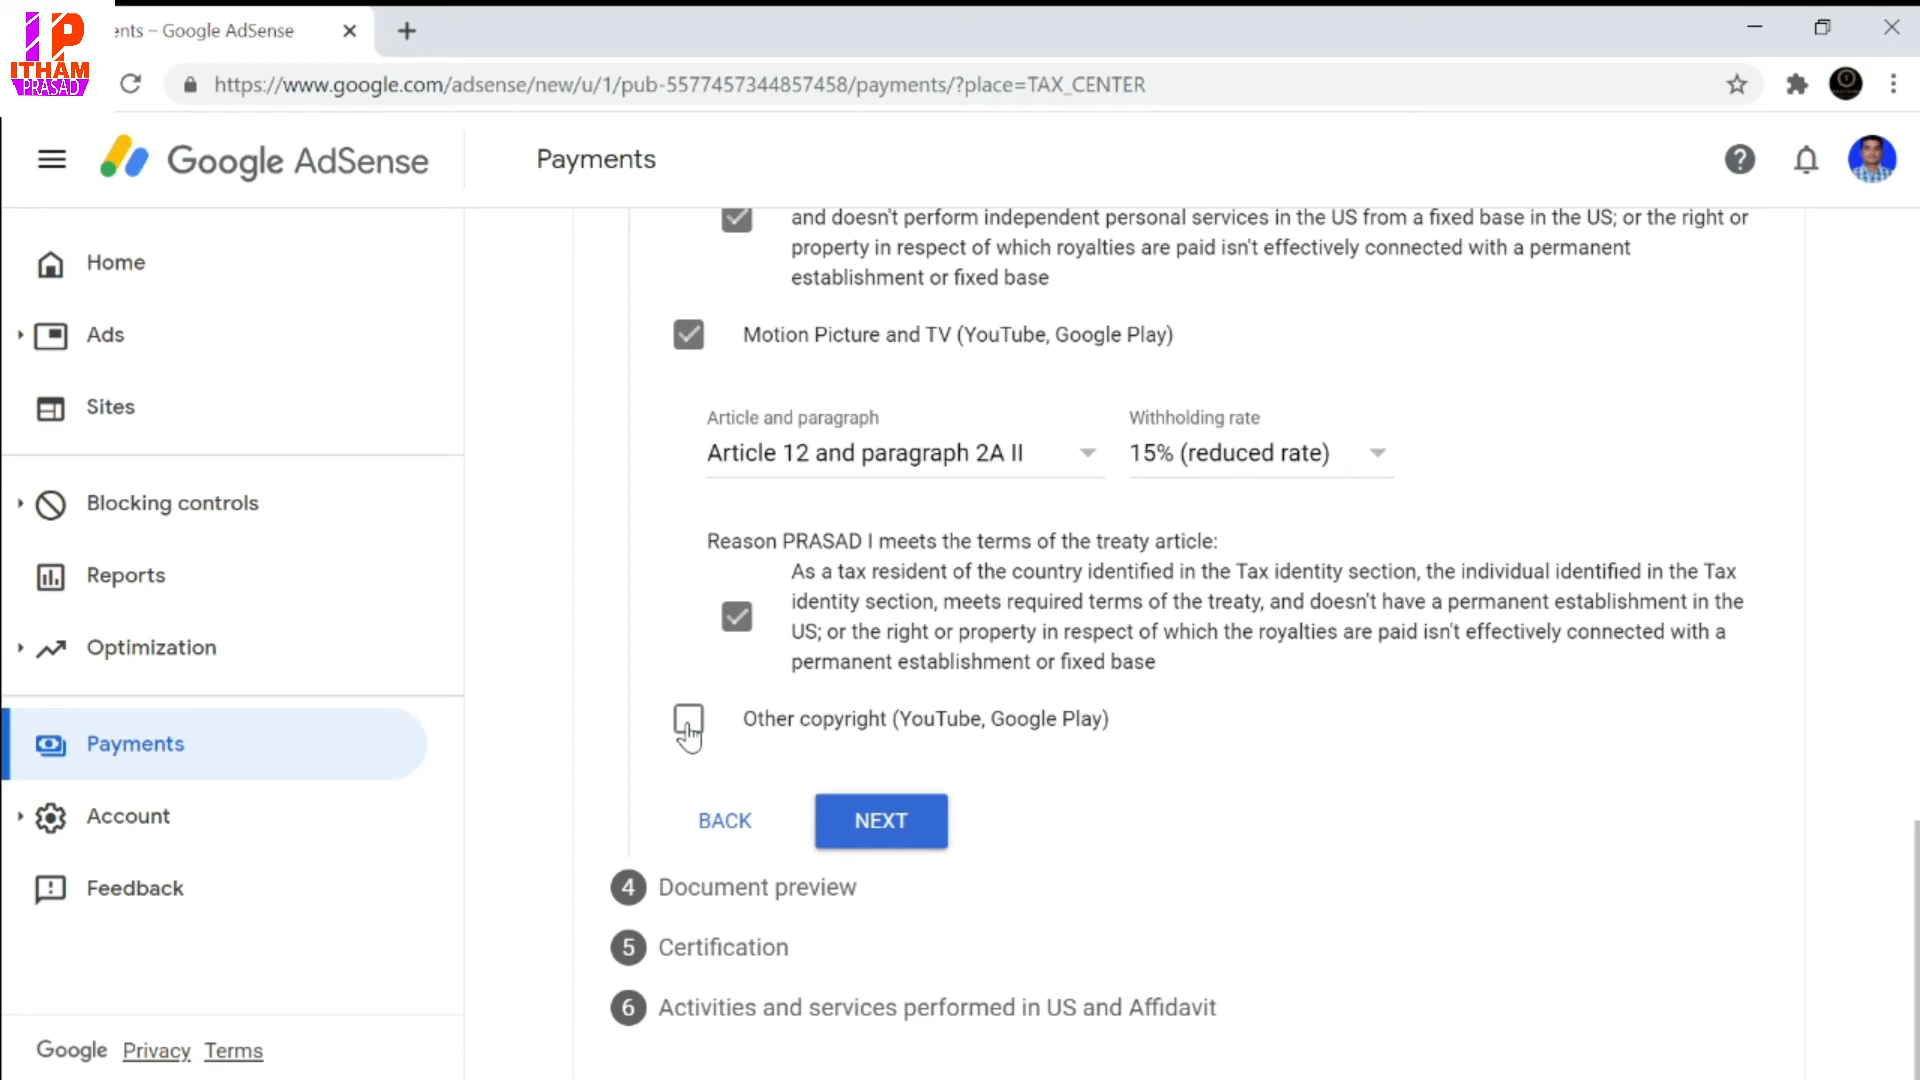 IP
ITHAM
PRASAD
ents – Google AdSense
https://www.google.com/adsense/new/u/1/pub-5577457344857458/payments/?place=TAX_CENTER
Google AdSense
Payments
Home
Ads
Sites
Blocking controls
Reports
Optimization
Payments
Account
Feedback
Google Privacy Terms
and doesn't perform independent personal services in the US from a fixed base in the US; or the right or
property in respect of which royalties are paid isn't effectively connected with a permanent
establishment or fixed base
Motion Picture and TV (YouTube, Google Play)
Article and paragraph
Withholding rate
Article 12 and paragraph 2A II
15% (reduced rate)
Reason PRASAD I meets the terms of the treaty article:
As a tax resident of the country identified in the Tax identity section, the individual identified in the Tax
identity section, meets required terms of the treaty, and doesn't have a permanent establishment in the
US; or the right or property in respect of which the royalties are paid isn't effectively connected with a
permanent establishment or fixed base
Other copyright (YouTube, Google Play)
BACK
NEXT
4 Document preview
5 Certification
6 Activities and services performed in US and Affidavit